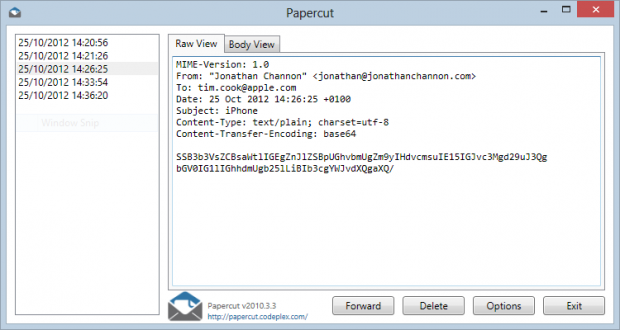 Papercut
25/10/2012 14:20:56
25/10/2012 14:21:26
25/10/2012 14:26:25
25/10/2012 14:33:54
25/10/2012 14:36:20
Window Snip
Raw View
Body View
MIME-Version: 1.0
From: "Jonathan Channon" <jonathan@jonathanchannon.com>
To: tim.cook@apple.com
Date: 25 Oct 2012 14:26:25 +0100
Subject: iPhone
Content-Type: text/plain; charset=utf-8
Content-Transfer-Encoding: base64
SSB3b3VsZCBsaWtlIGEgZnJlZSBpUGhvbmUgZm9yIHdvcmsuIE15IGJvc3Mgd29uJ3Qg
bGV0IG1lIGhhdmUgb25lLiBIb3cgYWJvdXQgaXQ/
Papercut v2010.3.3
http://papercut.codeplex.com/
Forward
Delete
Options
Exit